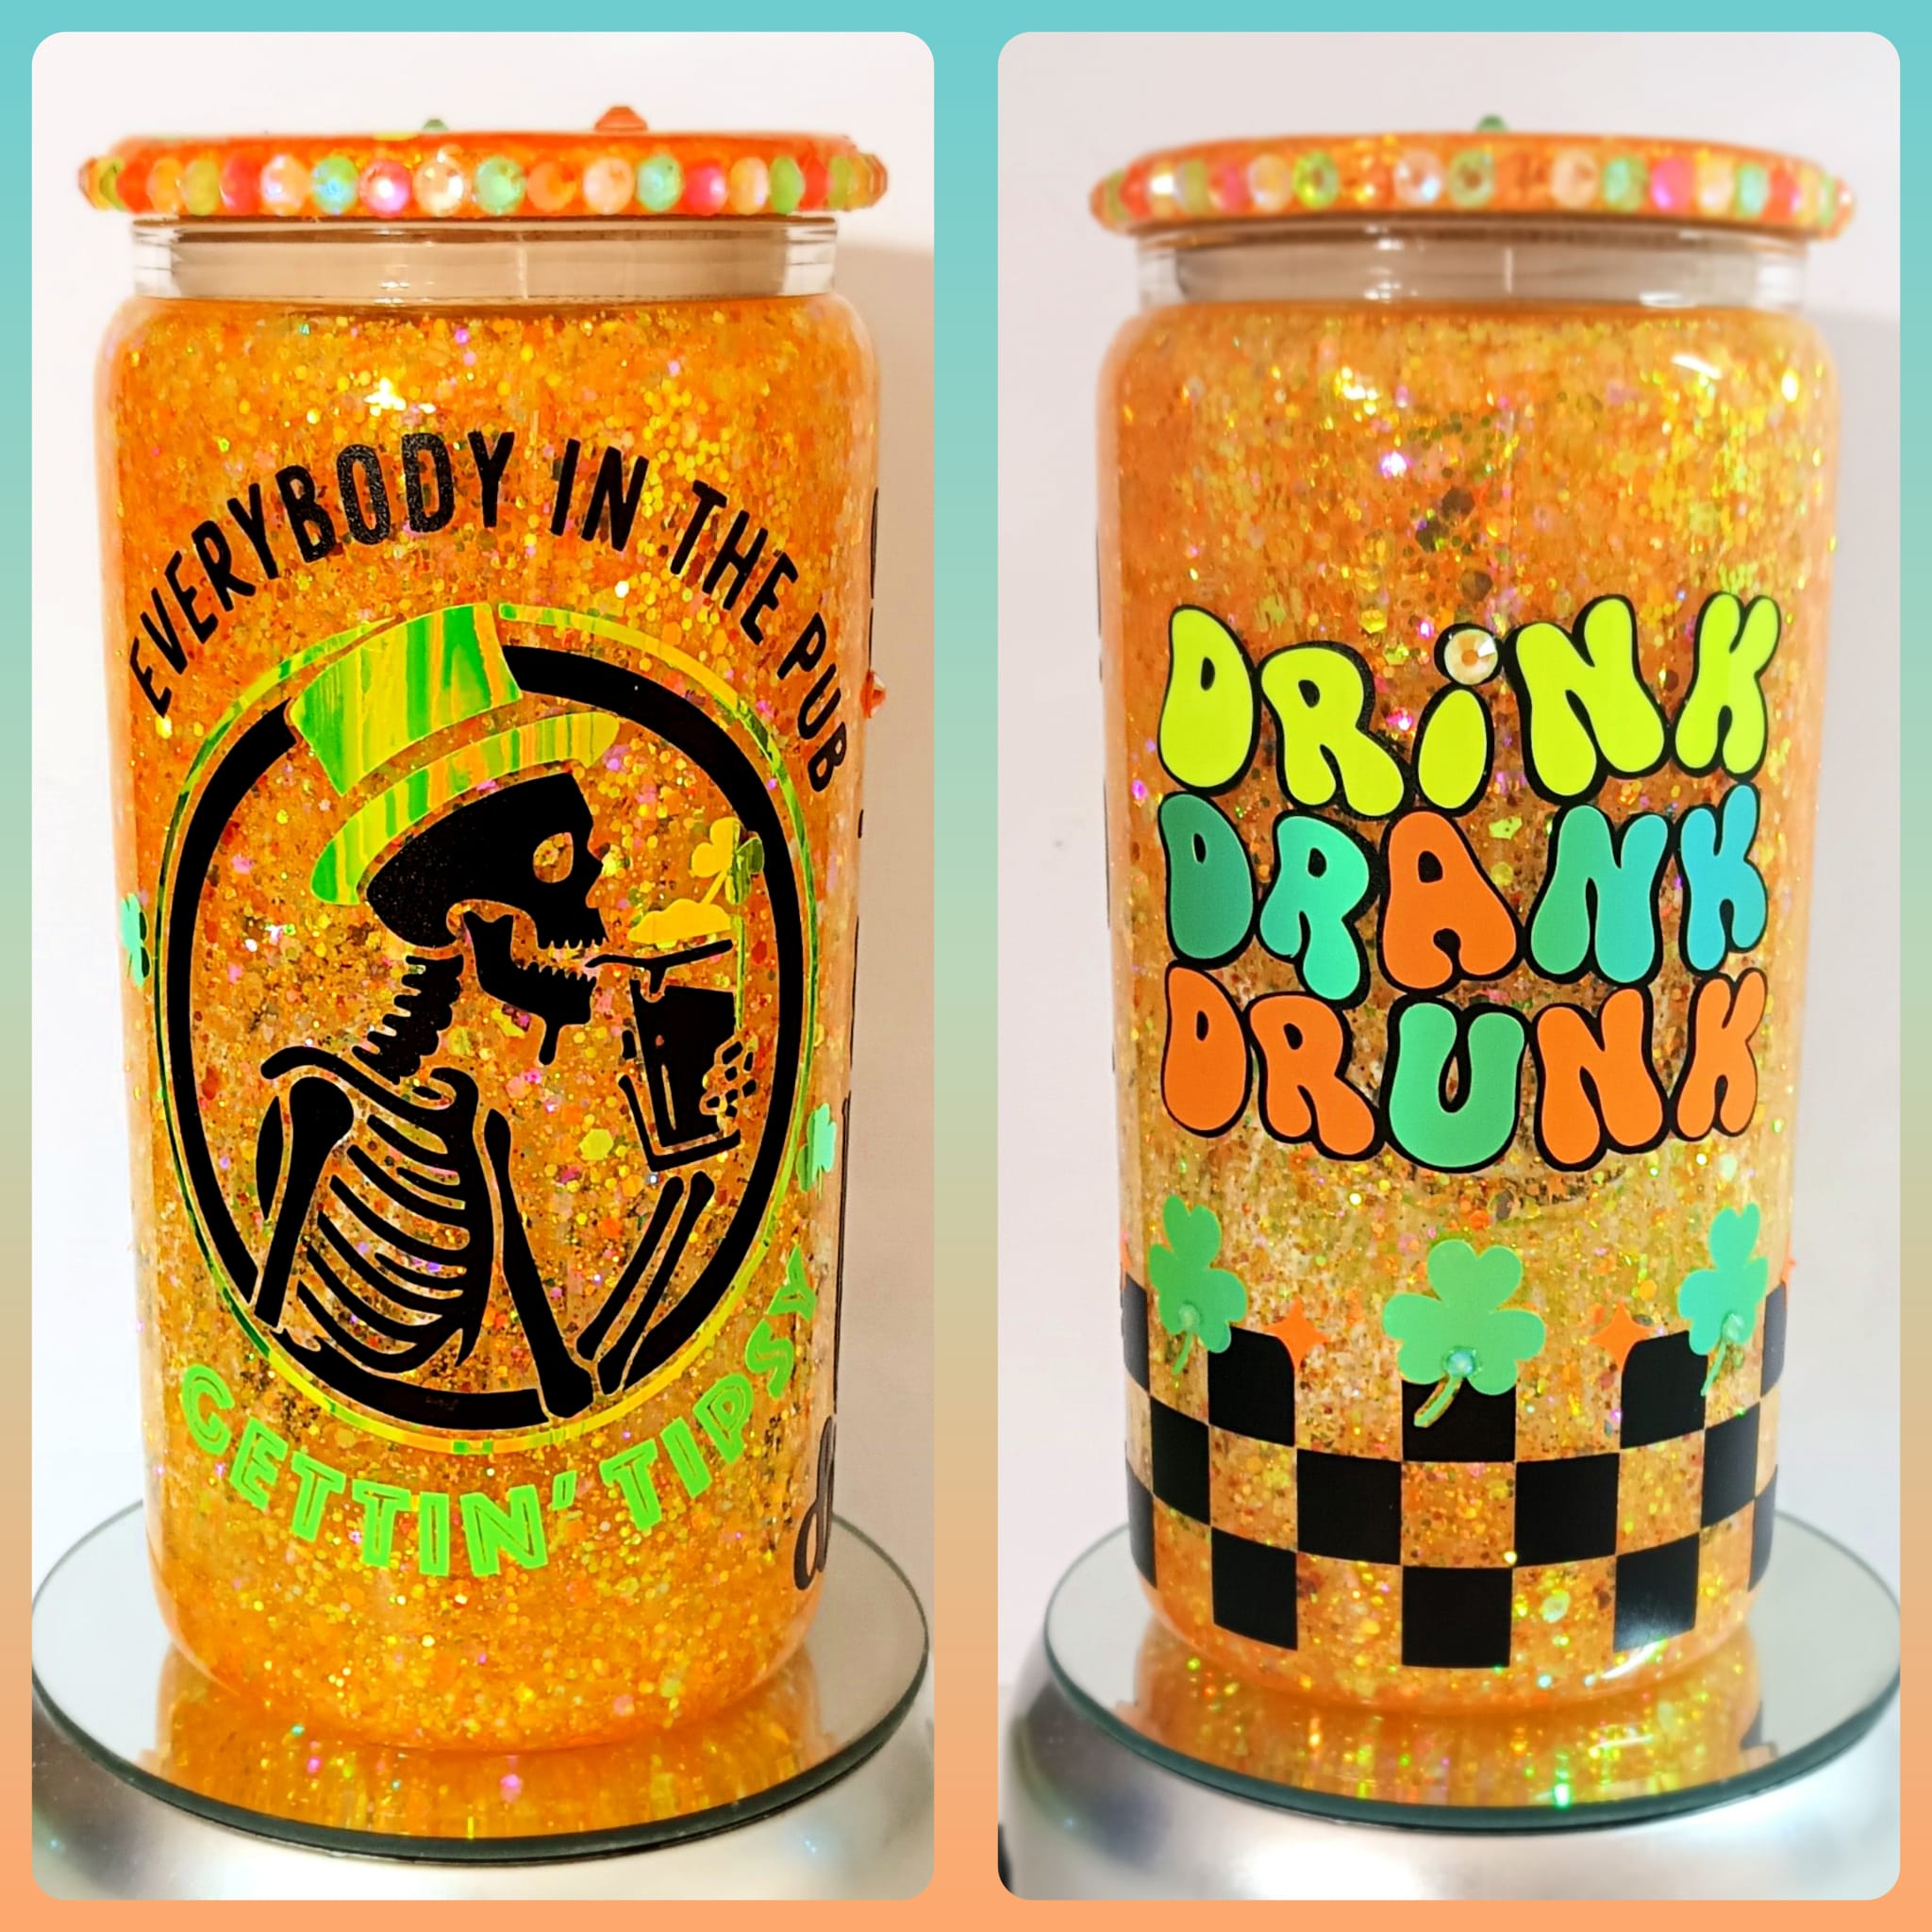 EVERYBODY IN THE PUB
GETTIN' TIPSY
DRiNK
DRANK
DRUNK